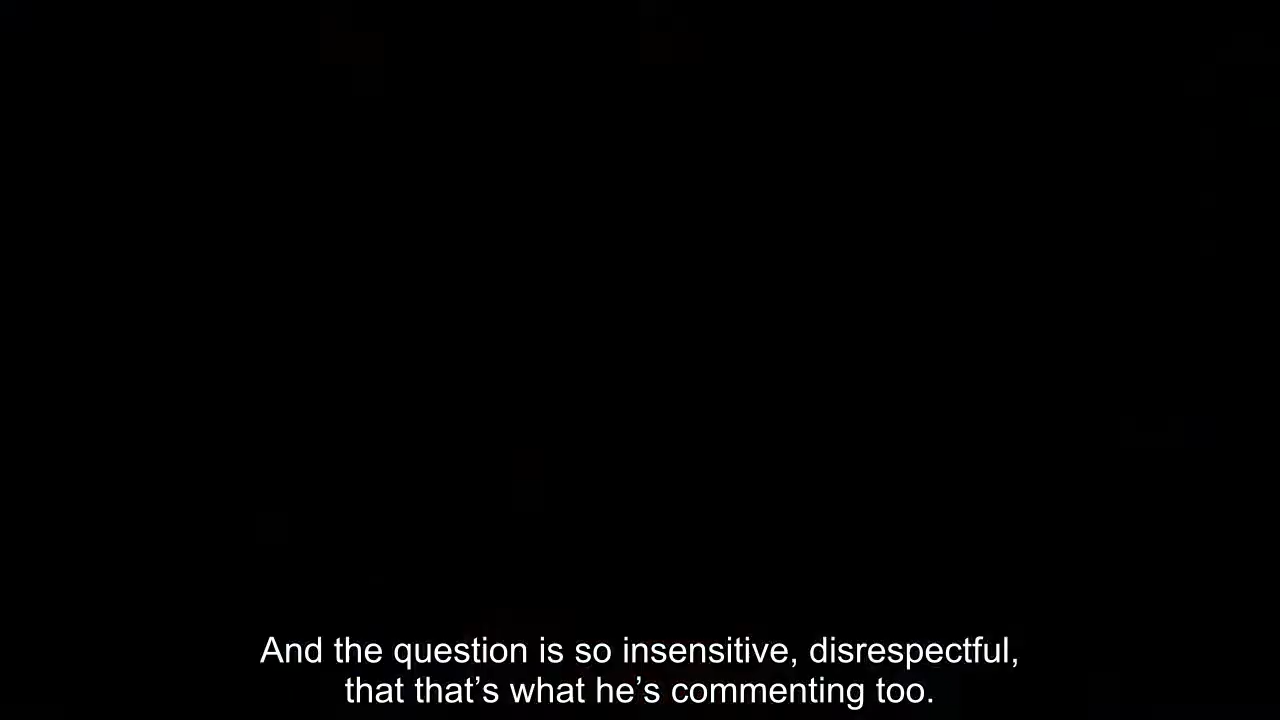 And the question is so insensitive, disrespectful,
that that’s what he’s commenting too.